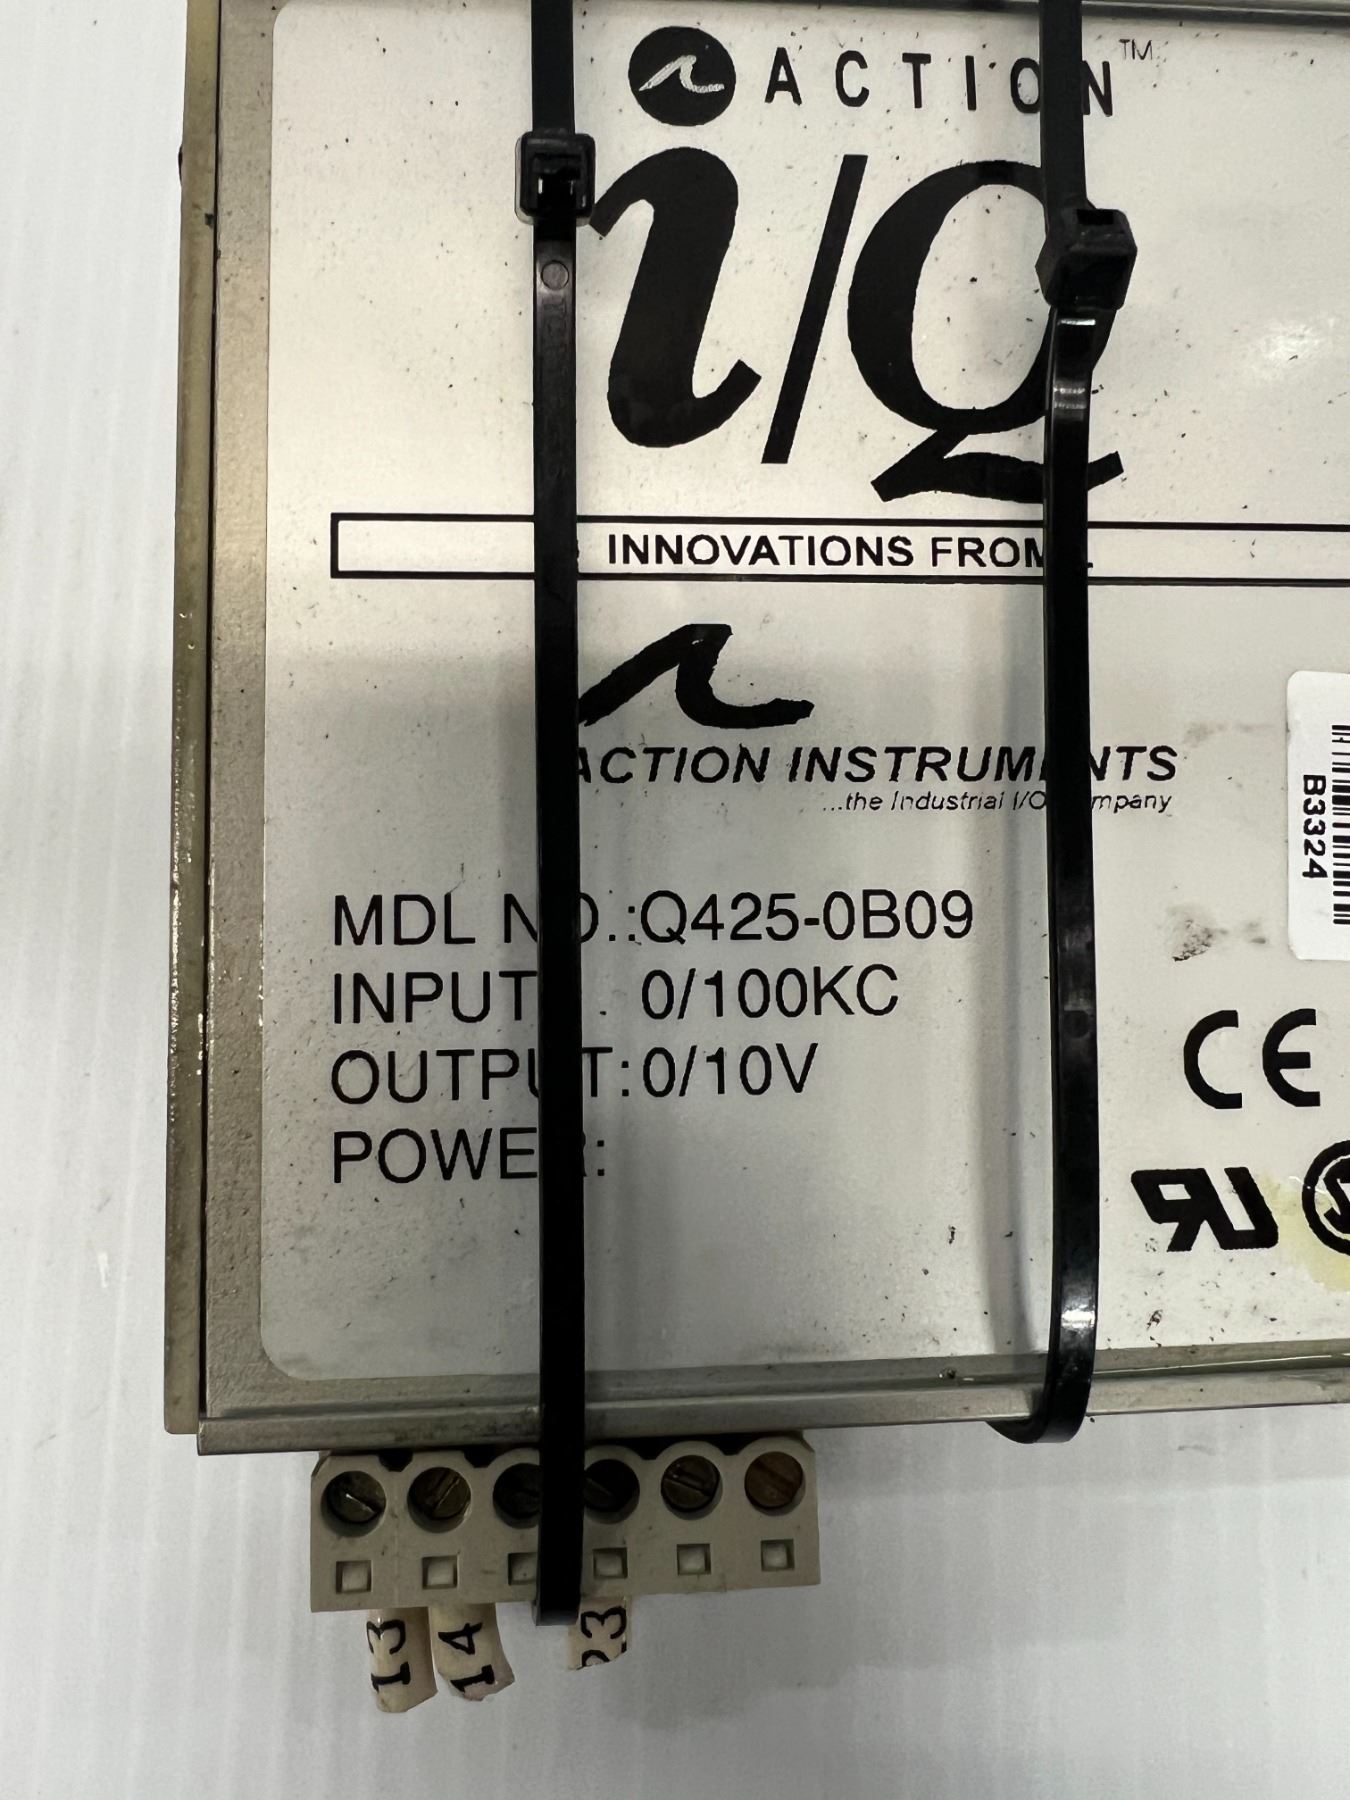 ACTION™
i/Q
INNOVATIONS FROM
ACTION INSTRUMENTS
...the Industrial I/O Company
B3324
MDL NO.:Q425-0B09
INPUT: 0/100KC
OUTPUT:0/10V
POWER:
CE
13 14 23